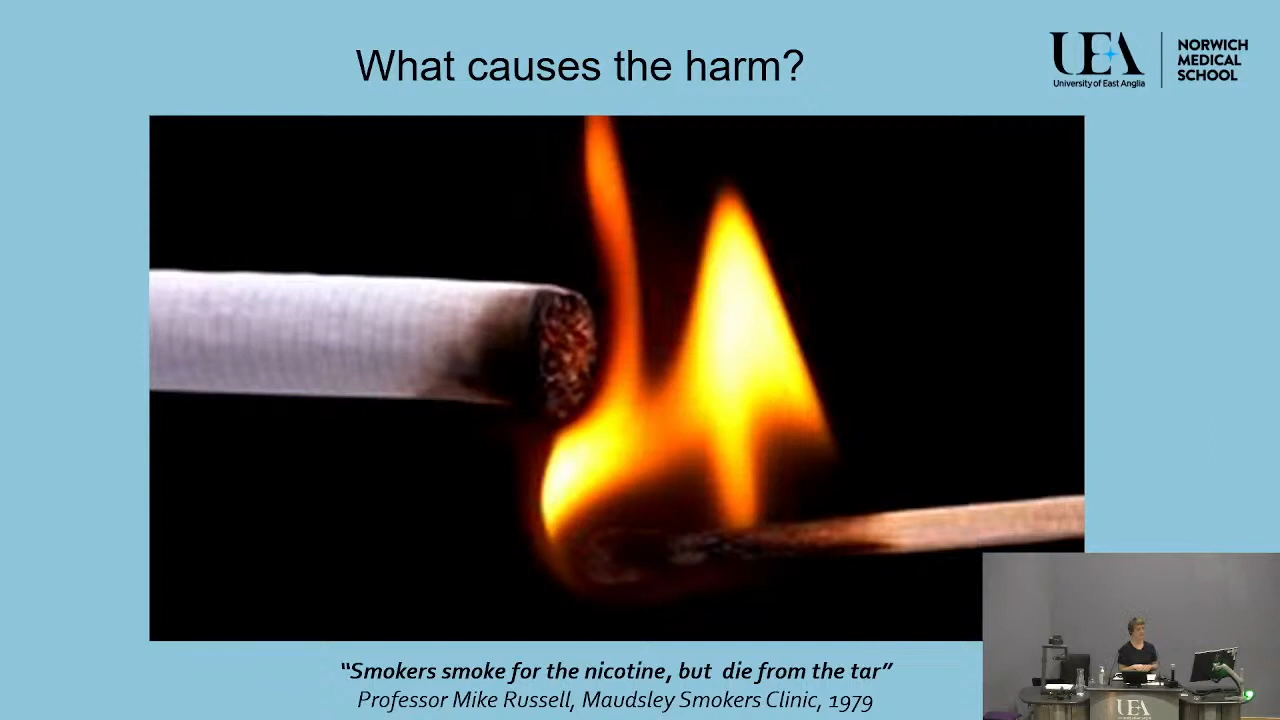 What causes the harm?
UEA
University of East Anglia
NORWICH
MEDICAL
SCHOOL
“Smokers smoke for the nicotine, but  die from the tar”
Professor Mike Russell, Maudsley Smokers Clinic, 1979
UEA